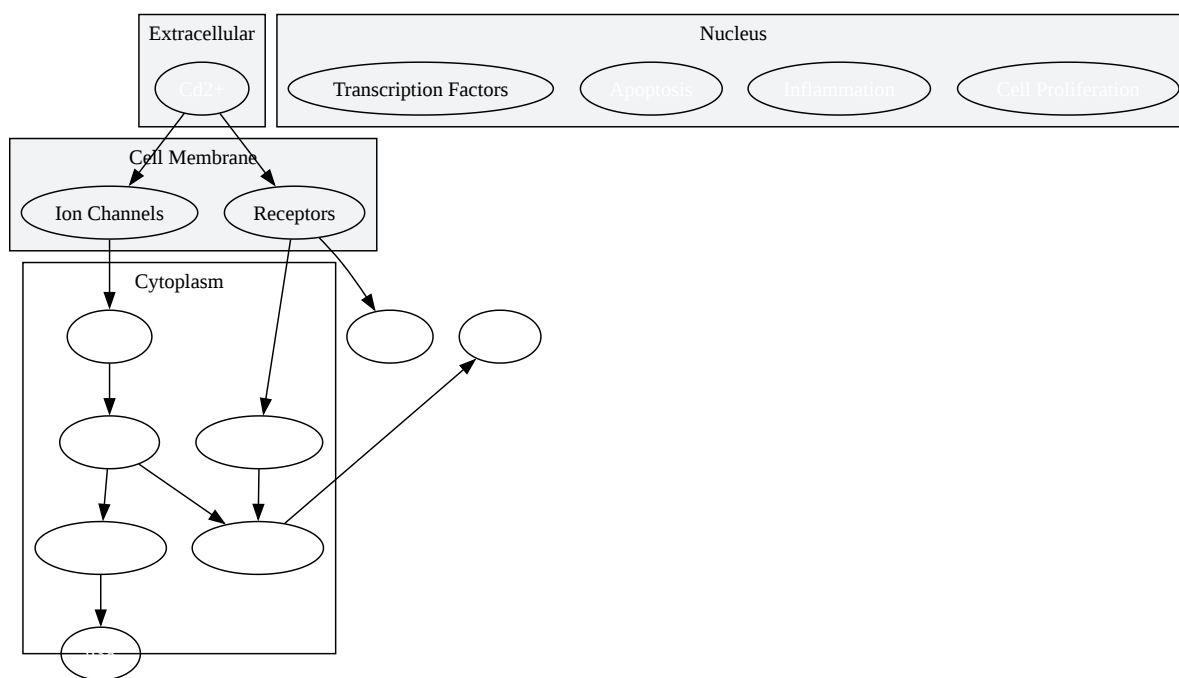 Extracellular
Nucleus
Cd2+
Transcription Factors
Apoptosis
Inflammation
Cell Proliferation
Cell Membrane
Ion Channels
Receptors
Cytoplasm